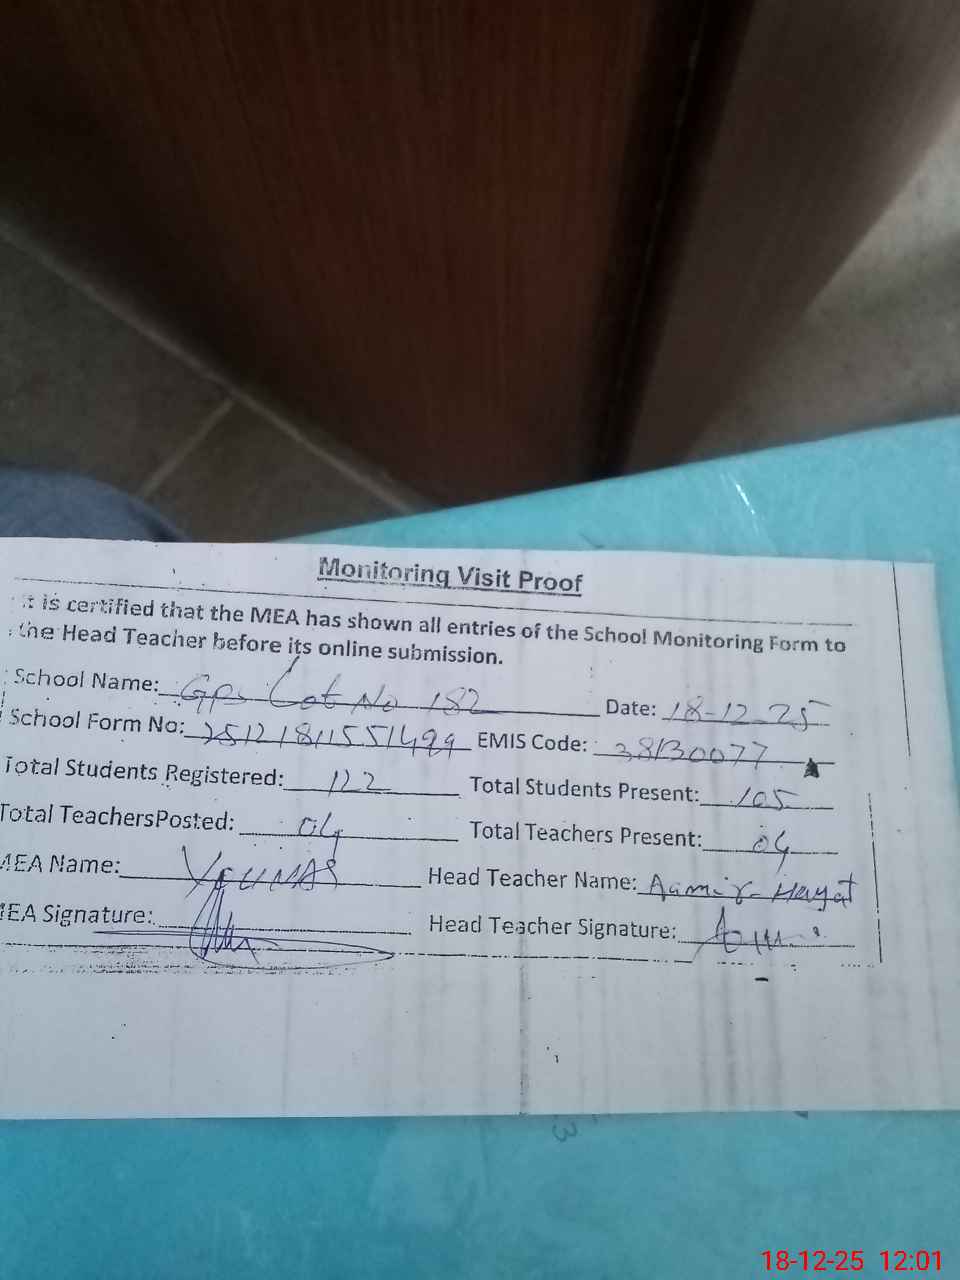 Monitoring Visit Proof
It is certified that the MEA has shown all entries of the School Monitoring Form to
the Head Teacher before its online submission.
School Name: Gps Lot No 182 Date: 18-12-25
School Form No: 25121811551499 EMIS Code: 38130077
Total Students Registered: 122 Total Students Present: 105
Total TeachersPosted: 04 Total Teachers Present: 04
MEA Name: YOUNAS Head Teacher Name: Aamir Hayat
MEA Signature: Head Teacher Signature:
18-12-25 12:01